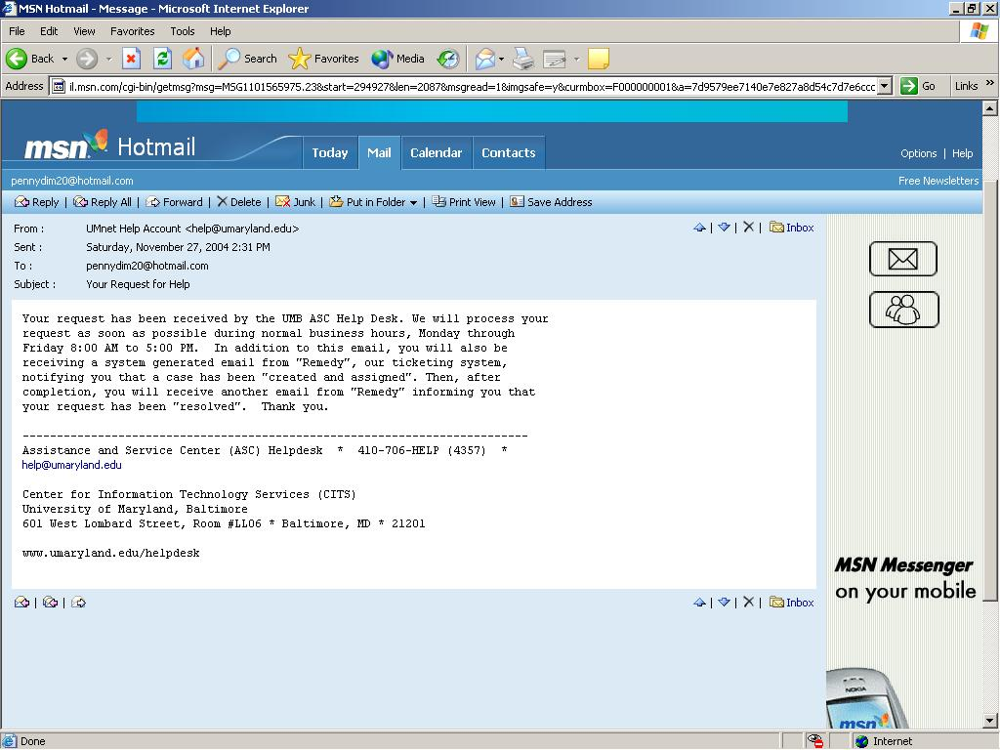 MSN Hotmail - Message - Microsoft Internet Explorer
File Edit View Favorites Tools Help
Back Search Favorites Media
Address il.msn.com/cgi-bin/getmsg?msg=MSG1101565975.23&start=294927&len=2087&msgread=1&imgsafe=y&curmbox=F000000001&a=7d9579ee7140e7e827a8d54c7d7e6ccc Go Links »
msn Hotmail Today Mail Calendar Contacts
Options | Help
pennydim20@hotmail.com Free Newsletters
Reply | Reply All | Forward | Delete | Junk | Put in Folder | Print View | Save Address
From : UMnet Help Account <help@umaryland.edu> | | | Inbox
Sent : Saturday, November 27, 2004 2:31 PM
To : pennydim20@hotmail.com
Subject : Your Request for Help
Your request has been received by the UMB ASC Help Desk. We will process your
request as soon as possible during normal business hours, Monday through
Friday 8:00 AM to 5:00 PM.  In addition to this email, you will also be
receiving a system generated email from "Remedy", our ticketing system,
notifying you that a case has been "created and assigned". Then, after
completion, you will receive another email from "Remedy" informing you that
your request has been "resolved".  Thank you.
--------------------------------------------------------------------------
Assistance and Service Center (ASC) Helpdesk  *  410-706-HELP (4357)  *
help@umaryland.edu
Center for Information Technology Services (CITS)
University of Maryland, Baltimore
601 West Lombard Street, Room #LL06 * Baltimore, MD * 21201
www.umaryland.edu/helpdesk
MSN Messenger
on your mobile
| | | | | Inbox
NOKIA
msn
Done Internet